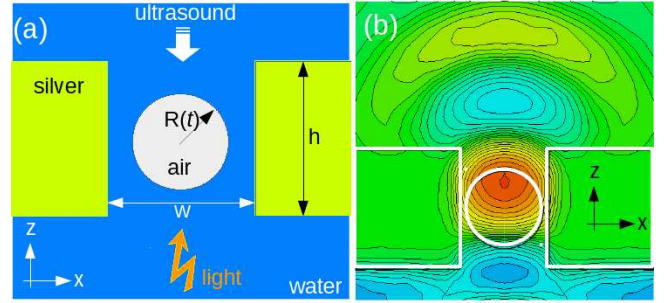 (a)
ultrasound
silver
R(t)
air
h
w
z
x
light
water
(b)
z
x